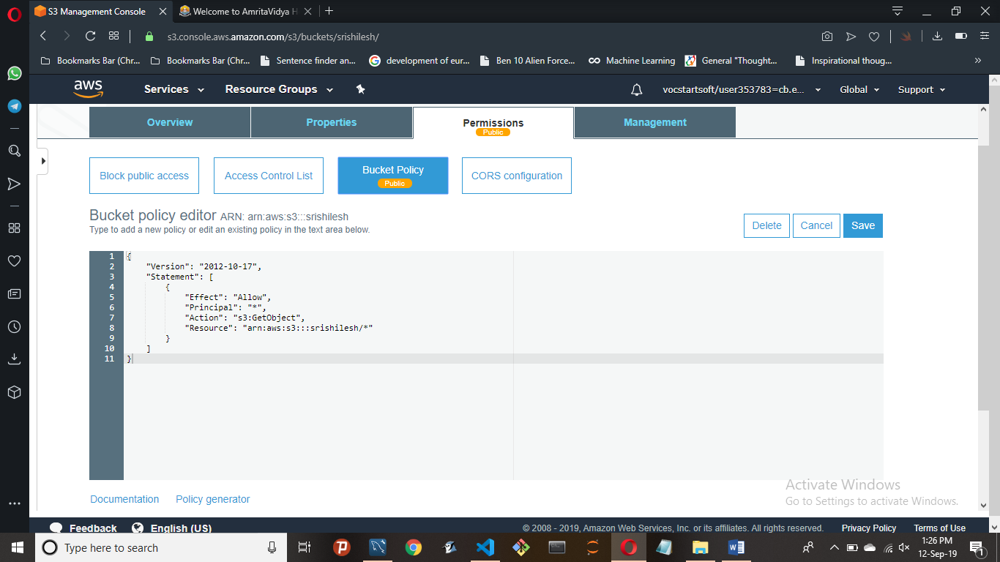 S3 Management Console
Welcome to AmritaVidya H
s3.console.aws.amazon.com/s3/buckets/srishilesh/
Bookmarks Bar (Chr...
Bookmarks Bar (Chr...
Sentence finder an...
development of eur...
Ben 10 Alien Force...
Machine Learning
General "Thought...
Inspirational thoug...
aws
Services
Resource Groups
vocstartsoft/user353783=cb.e...
Global
Support
Overview
Properties
Permissions
Public
Management
Block public access
Access Control List
Bucket Policy
Public
CORS configuration
Bucket policy editor ARN: arn:aws:s3:::srishilesh
Type to add a new policy or edit an existing policy in the text area below.
Delete
Cancel
Save
1 {
2 "Version": "2012-10-17",
3 "Statement": [
4 {
5 "Effect": "Allow",
6 "Principal": "*",
7 "Action": "s3:GetObject",
8 "Resource": "arn:aws:s3:::srishilesh/*"
9 }
10 ]
11 }
Documentation
Policy generator
Activate Windows
Go to Settings to activate Windows.
Feedback
English (US)
© 2008 - 2019, Amazon Web Services, Inc. or its affiliates. All rights reserved.
Privacy Policy
Terms of Use
Type here to search
1:26 PM
12-Sep-19
1